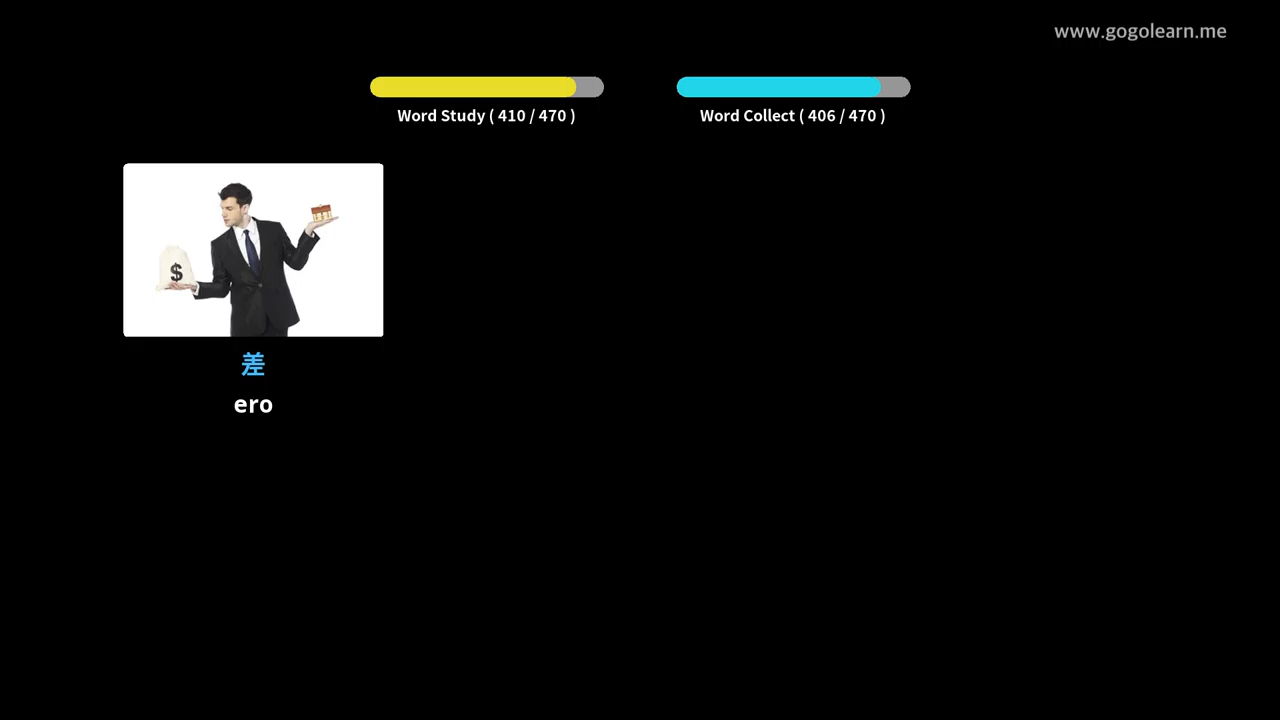 www.gogolearn.me
Word Study ( 410 / 470 )
Word Collect ( 406 / 470 )
$
差
ero